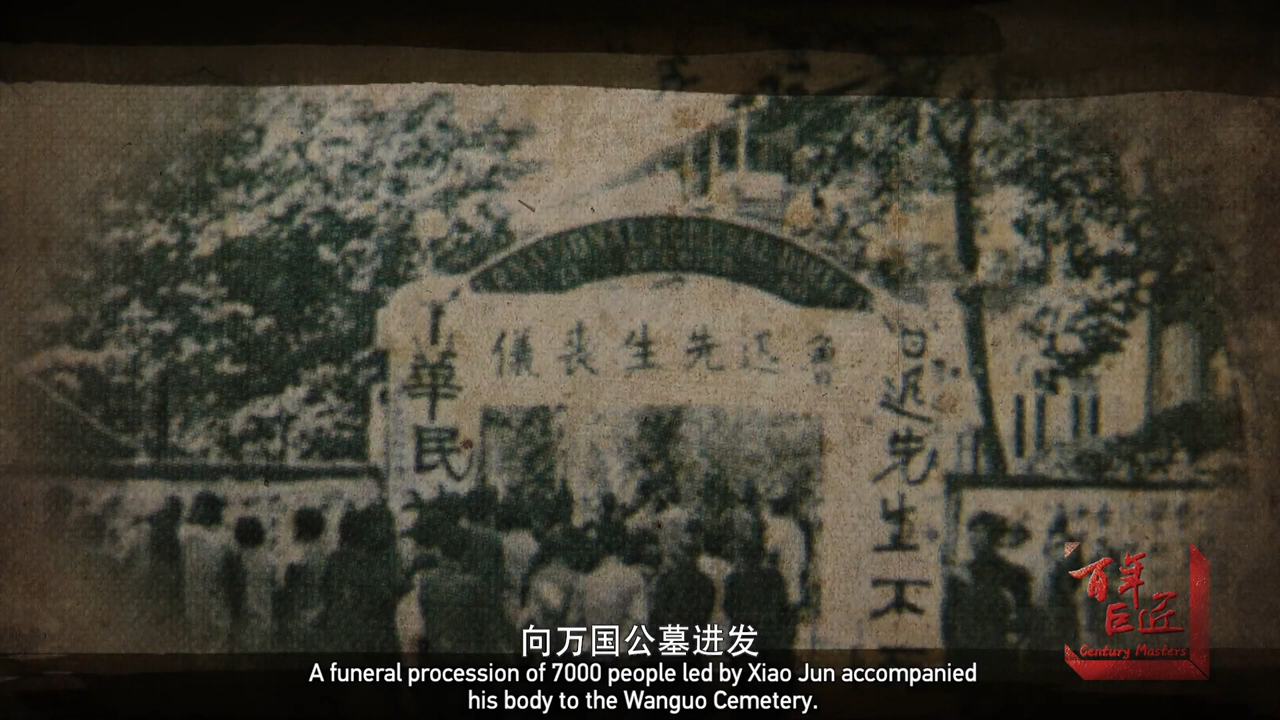 魯迅先生喪儀
華民
迅先生不
向万国公墓进发
A funeral procession of 7000 people led by Xiao Jun accompanied
his body to the Wanguo Cemetery.
百年
巨匠
Century Masters